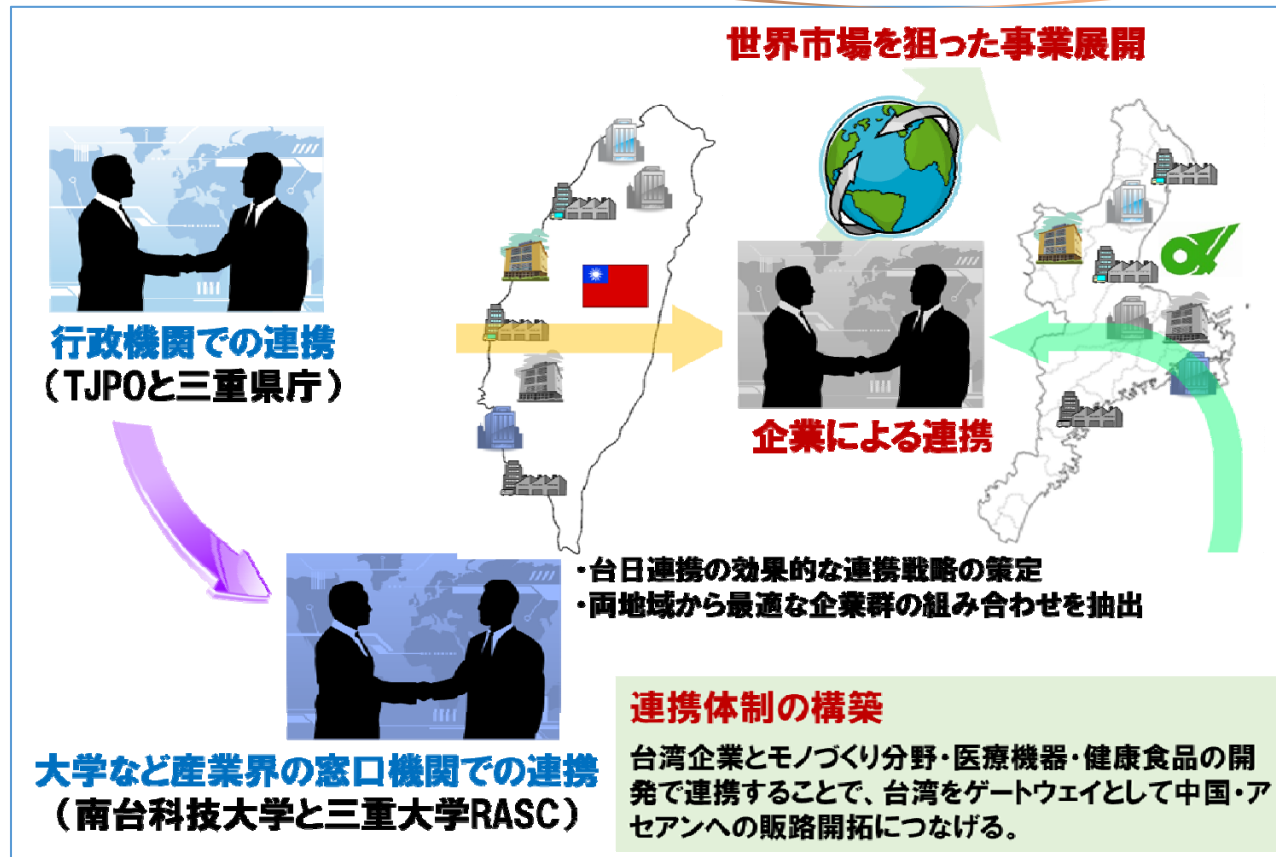 世界市場を狙った事業展開
行政機関での連携
(TJPOと三重県庁)
企業による連携
・台日連携の効果的な連携戦略の策定
・両地域から最適な企業群の組み合わせを抽出
大学など産業界の窓口機関での連携
(南台科技大学と三重大学RASC)
連携体制の構築
台湾企業とモノづくり分野・医療機器・健康食品の開
発で連携することで、台湾をゲートウェイとして中国・ア
セアンへの販路開拓につなげる。